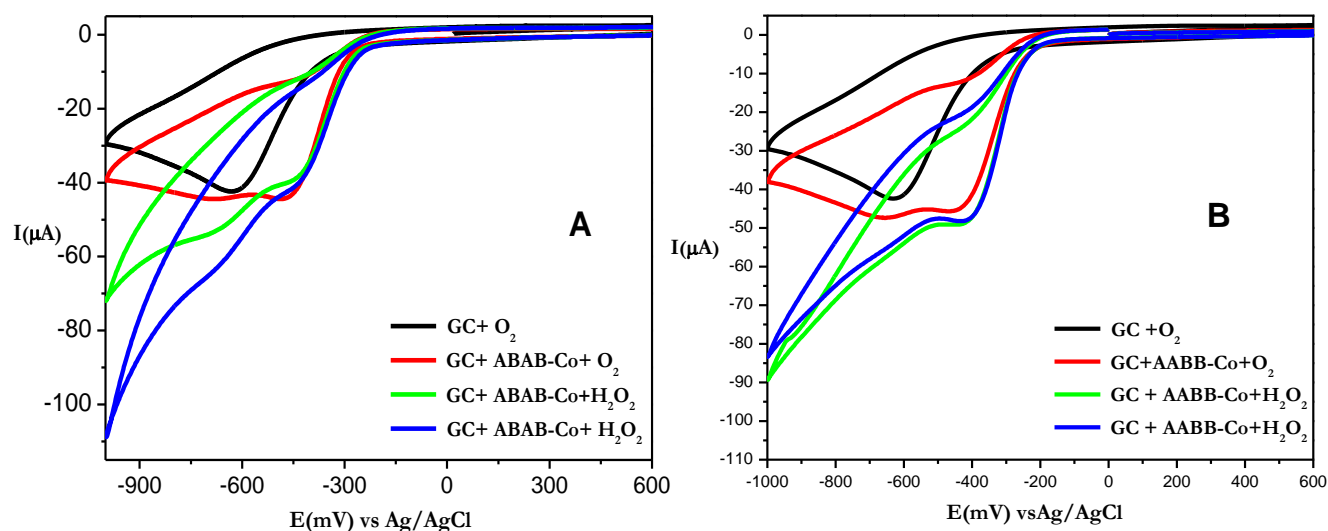 A
0
-20
-40
-60
-80
-100
I(μA)
GC+ O₂
GC+ ABAB-Co+ O₂
GC+ ABAB-Co+H₂O₂
GC+ ABAB-Co+ H₂O₂
-900 -600 -300 0 300 600
E(mV) vs Ag/AgCl
A
B
0
-10
-20
-30
-40
-50
-60
-70
-80
-90
-100
-110
I(μA)
B
GC +O₂
GC+AABB-Co+O₂
GC + AABB-Co+H₂O₂
GC + AABB-Co+H₂O₂
-1000 -800 -600 -400 -200 0 200 400 600
E(mV) vsAg/AgCl